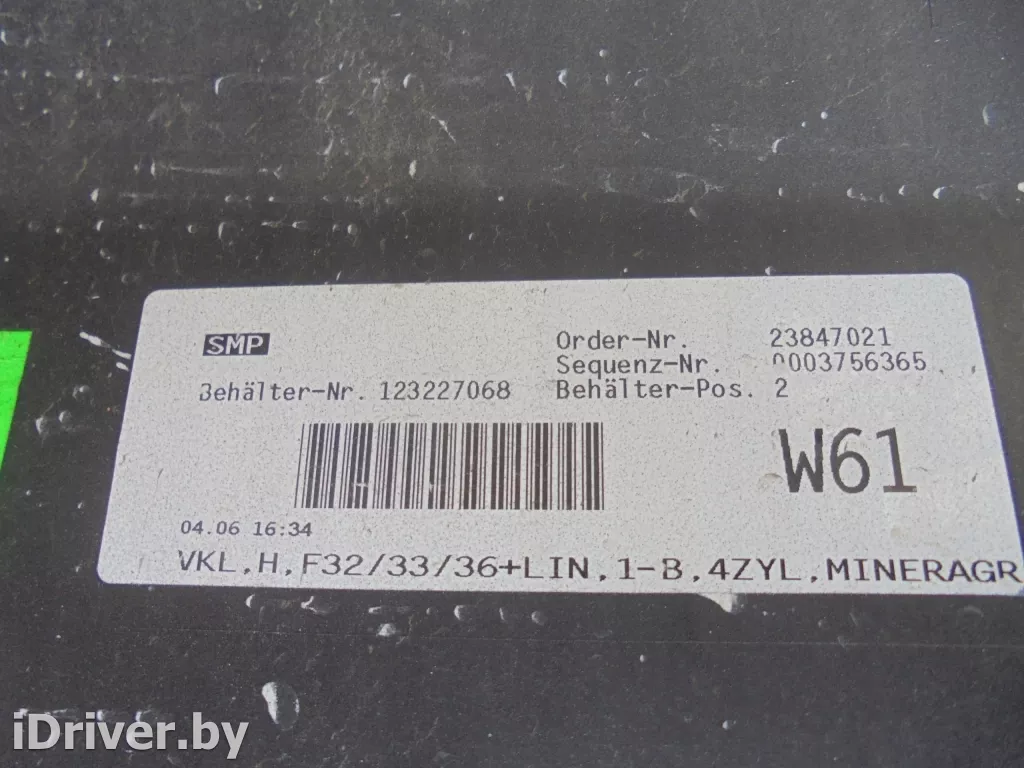 SMP
Order-Nr. 23847021
Sequenz-Nr. 0003756365
Behälter-Nr. 123227068
Behälter-Pos. 2
W61
04.06 16:34
VKL,H,F32/33/36+LIN,1-B,4ZYL,MINERAGR
iDriver.by